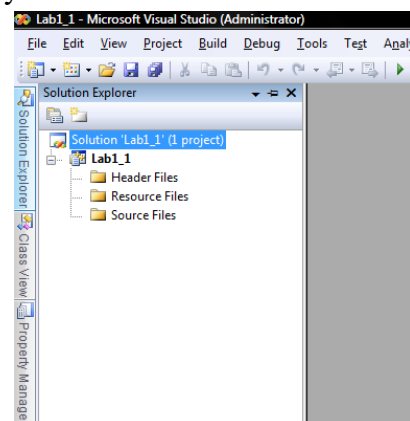 y
Lab1_1 - Microsoft Visual Studio (Administrator)
File Edit View Project Build Debug Tools Test
Solution Explorer
Solution 'Lab1_1' (1 project)
Lab1_1
Header Files
Resource Files
Source Files
Solution Explorer
Class View
Property Manage